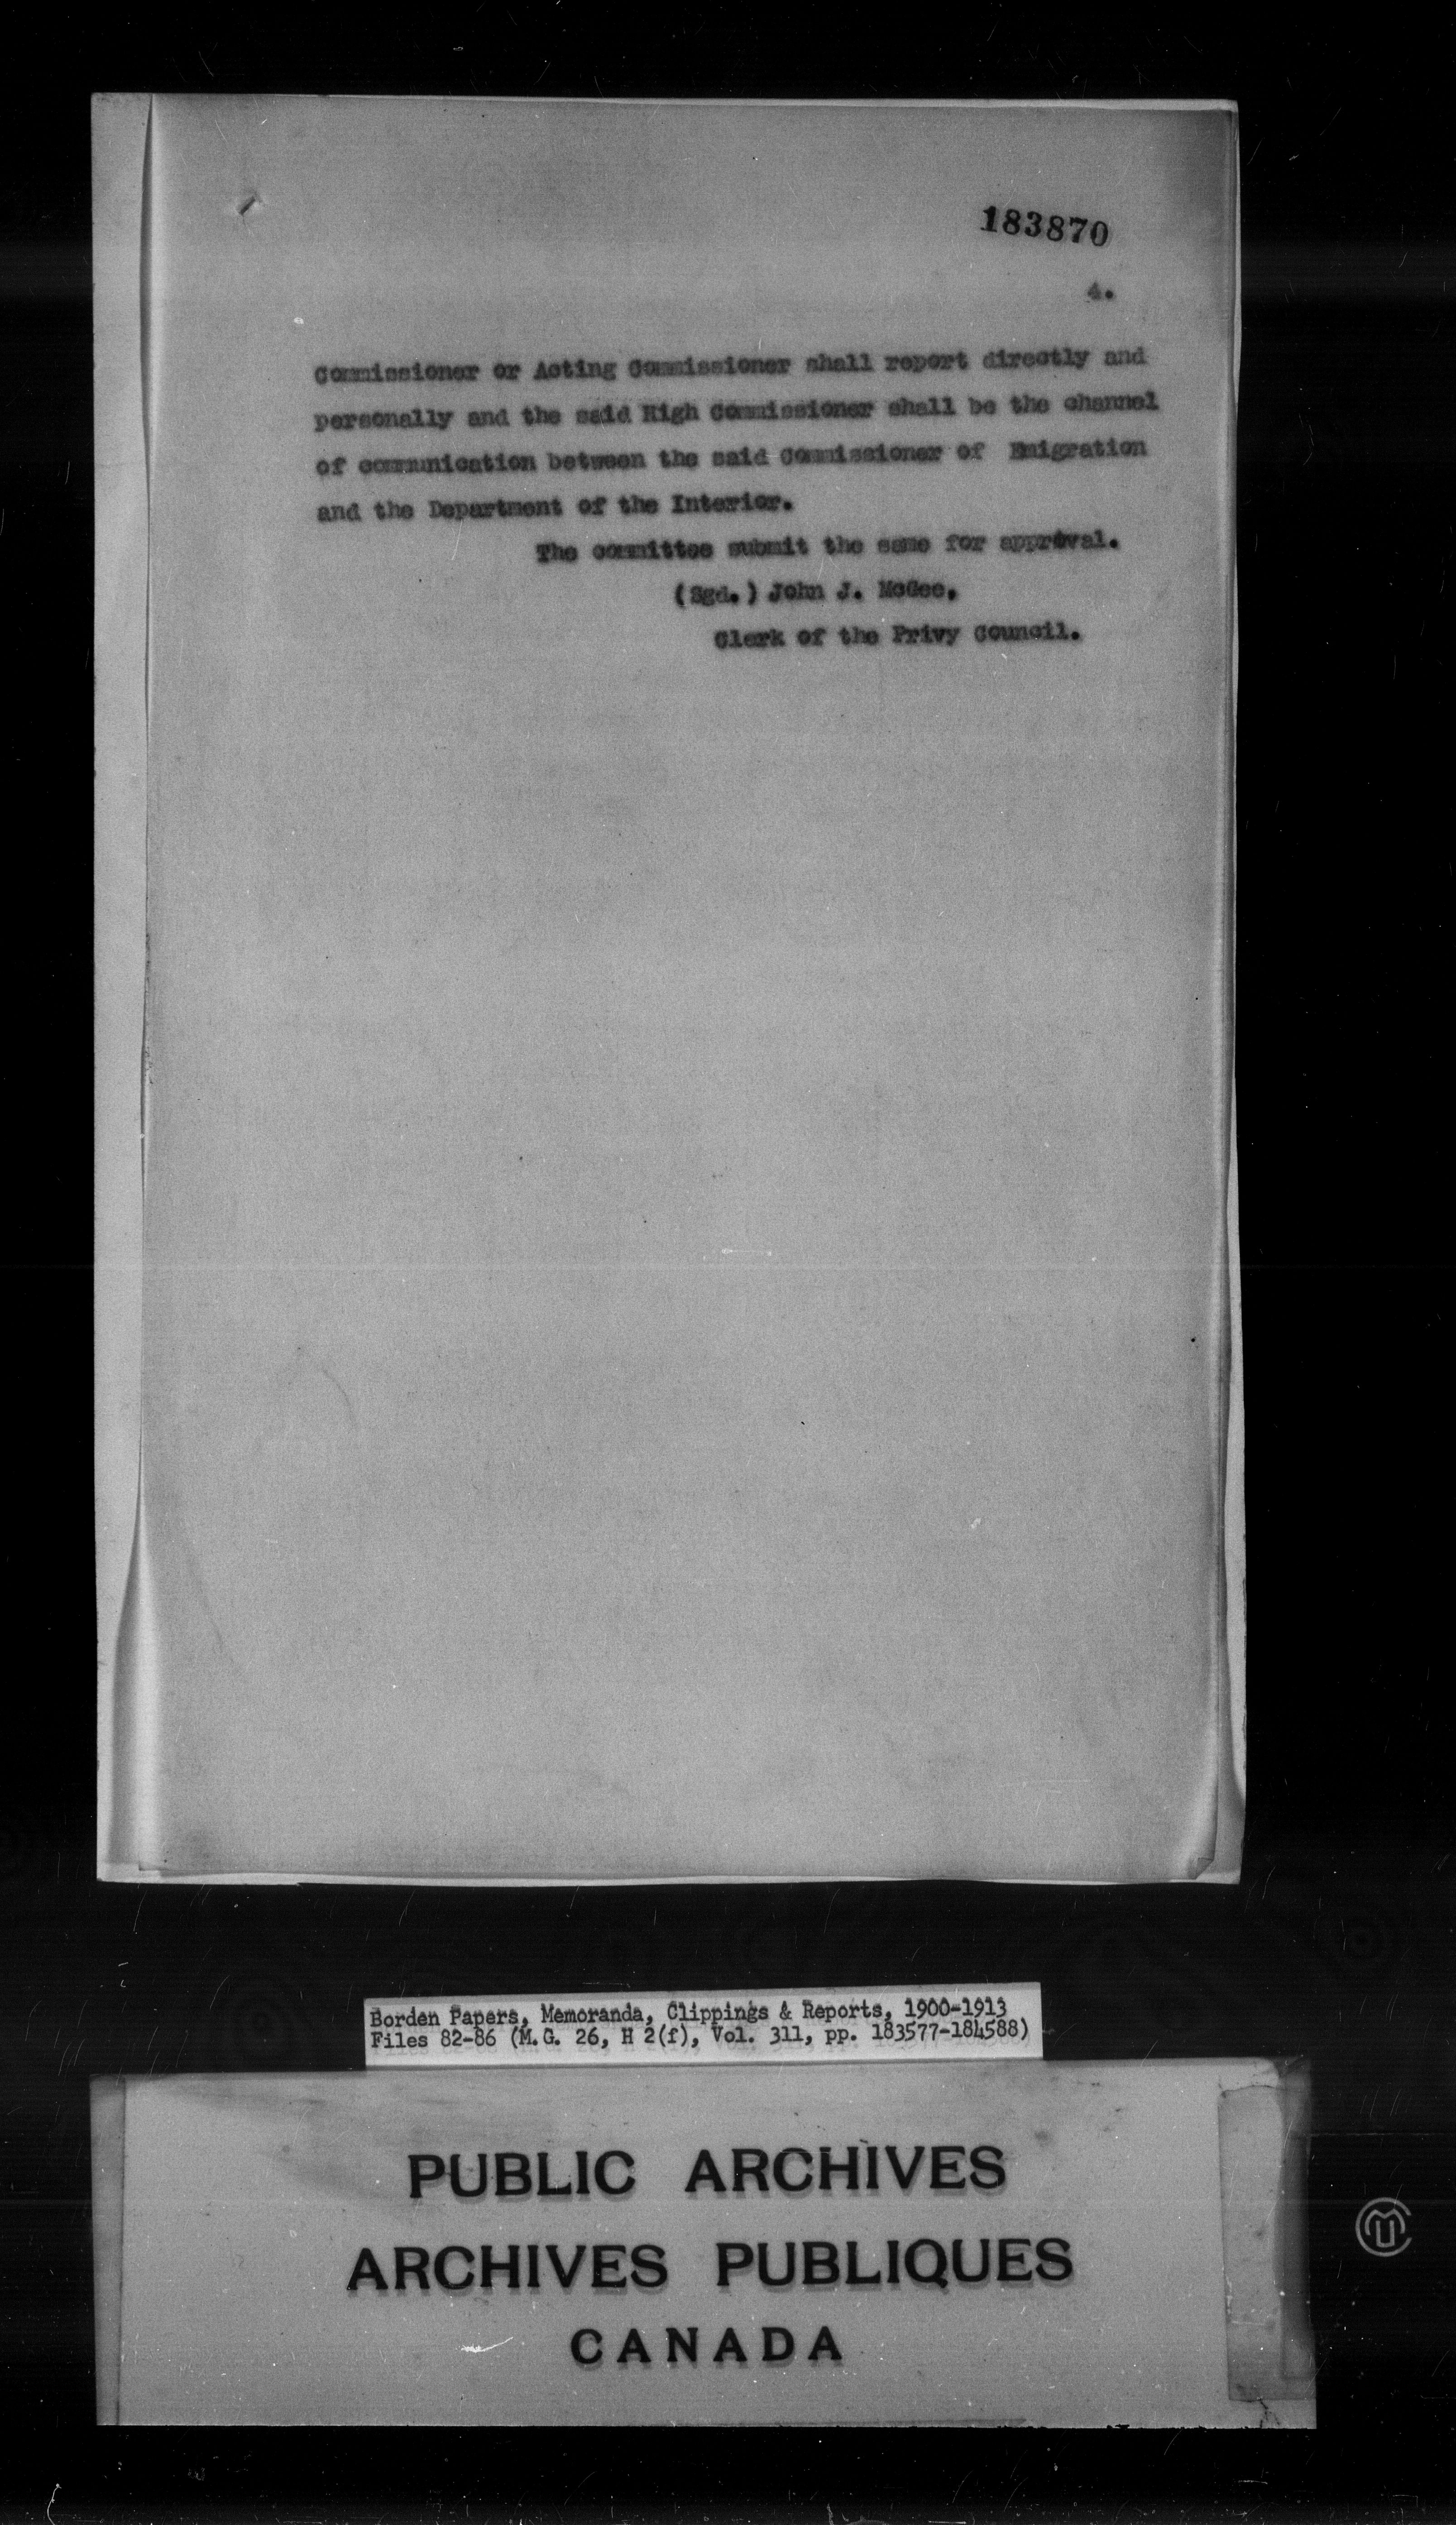 183870
4.
Commissioner or Acting Commissioner shall report directly and
personally and the said High Commissioner shall be the channel
of communication between the said Commissioner of Emigration
and the Department of the Interior.
The committee submit the same for approval.
(Sgd.) John J. McGee,
Clerk of the Privy Council.
Borden Papers, Memoranda, Clippings & Reports, 1900-1913
Files 82-86 (M.G. 26, H 2(f), Vol. 311, pp. 183577-184588)
PUBLIC ARCHIVES
ARCHIVES PUBLIQUES
CANADA